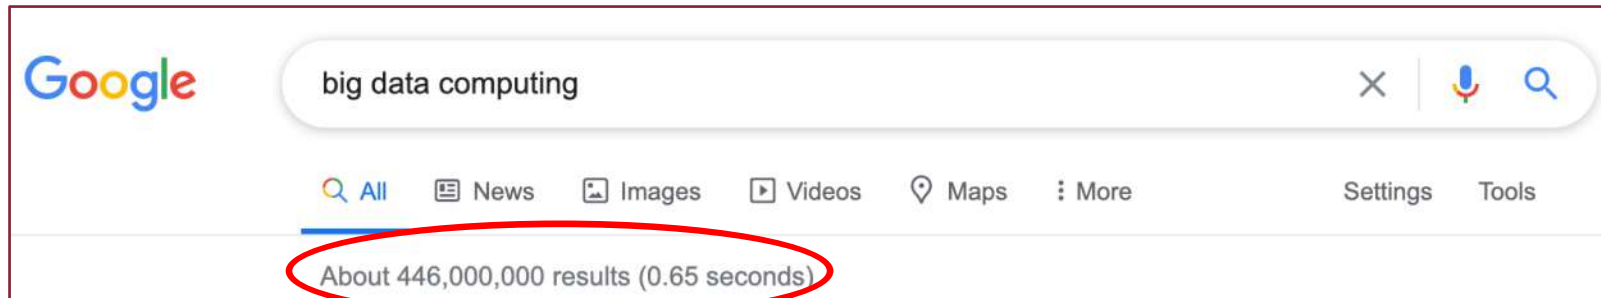 Google big data computing
All News Images Videos Maps More Settings Tools
About 446,000,000 results (0.65 seconds)